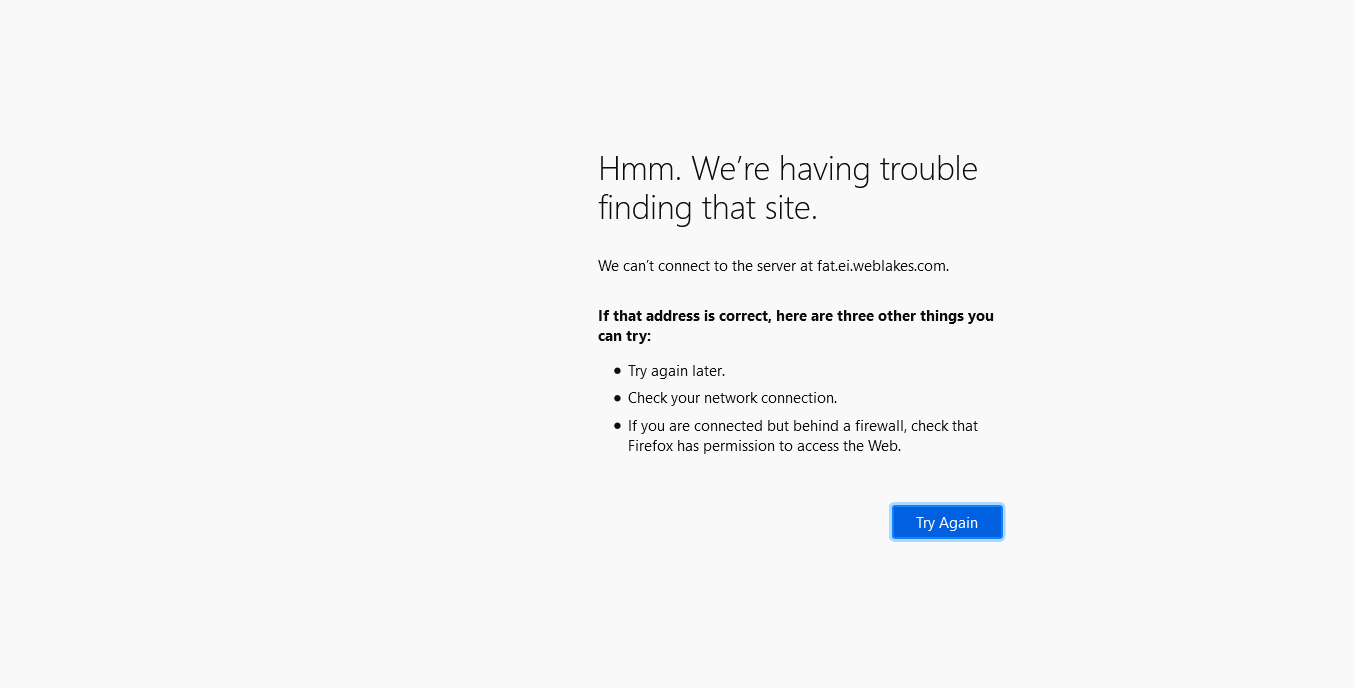 Hmm. We’re having trouble
finding that site.
We can’t connect to the server at fat.ei.weblakes.com.
If that address is correct, here are three other things you
can try:
• Try again later.
• Check your network connection.
• If you are connected but behind a firewall, check that
Firefox has permission to access the Web.
Try Again